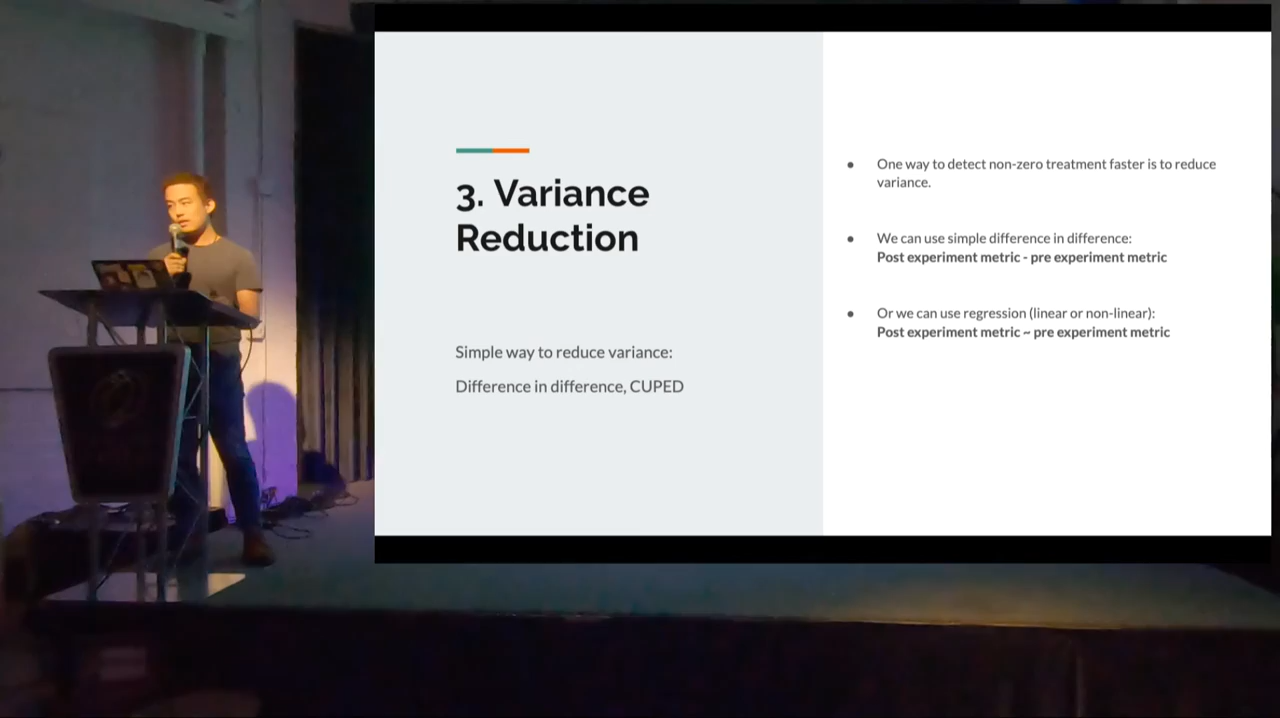 3. Variance
Reduction
Simple way to reduce variance:
Difference in difference, CUPED
● One way to detect non-zero treatment faster is to reduce
variance.
● We can use simple difference in difference:
Post experiment metric - pre experiment metric
● Or we can use regression (linear or non-linear):
Post experiment metric ~ pre experiment metric